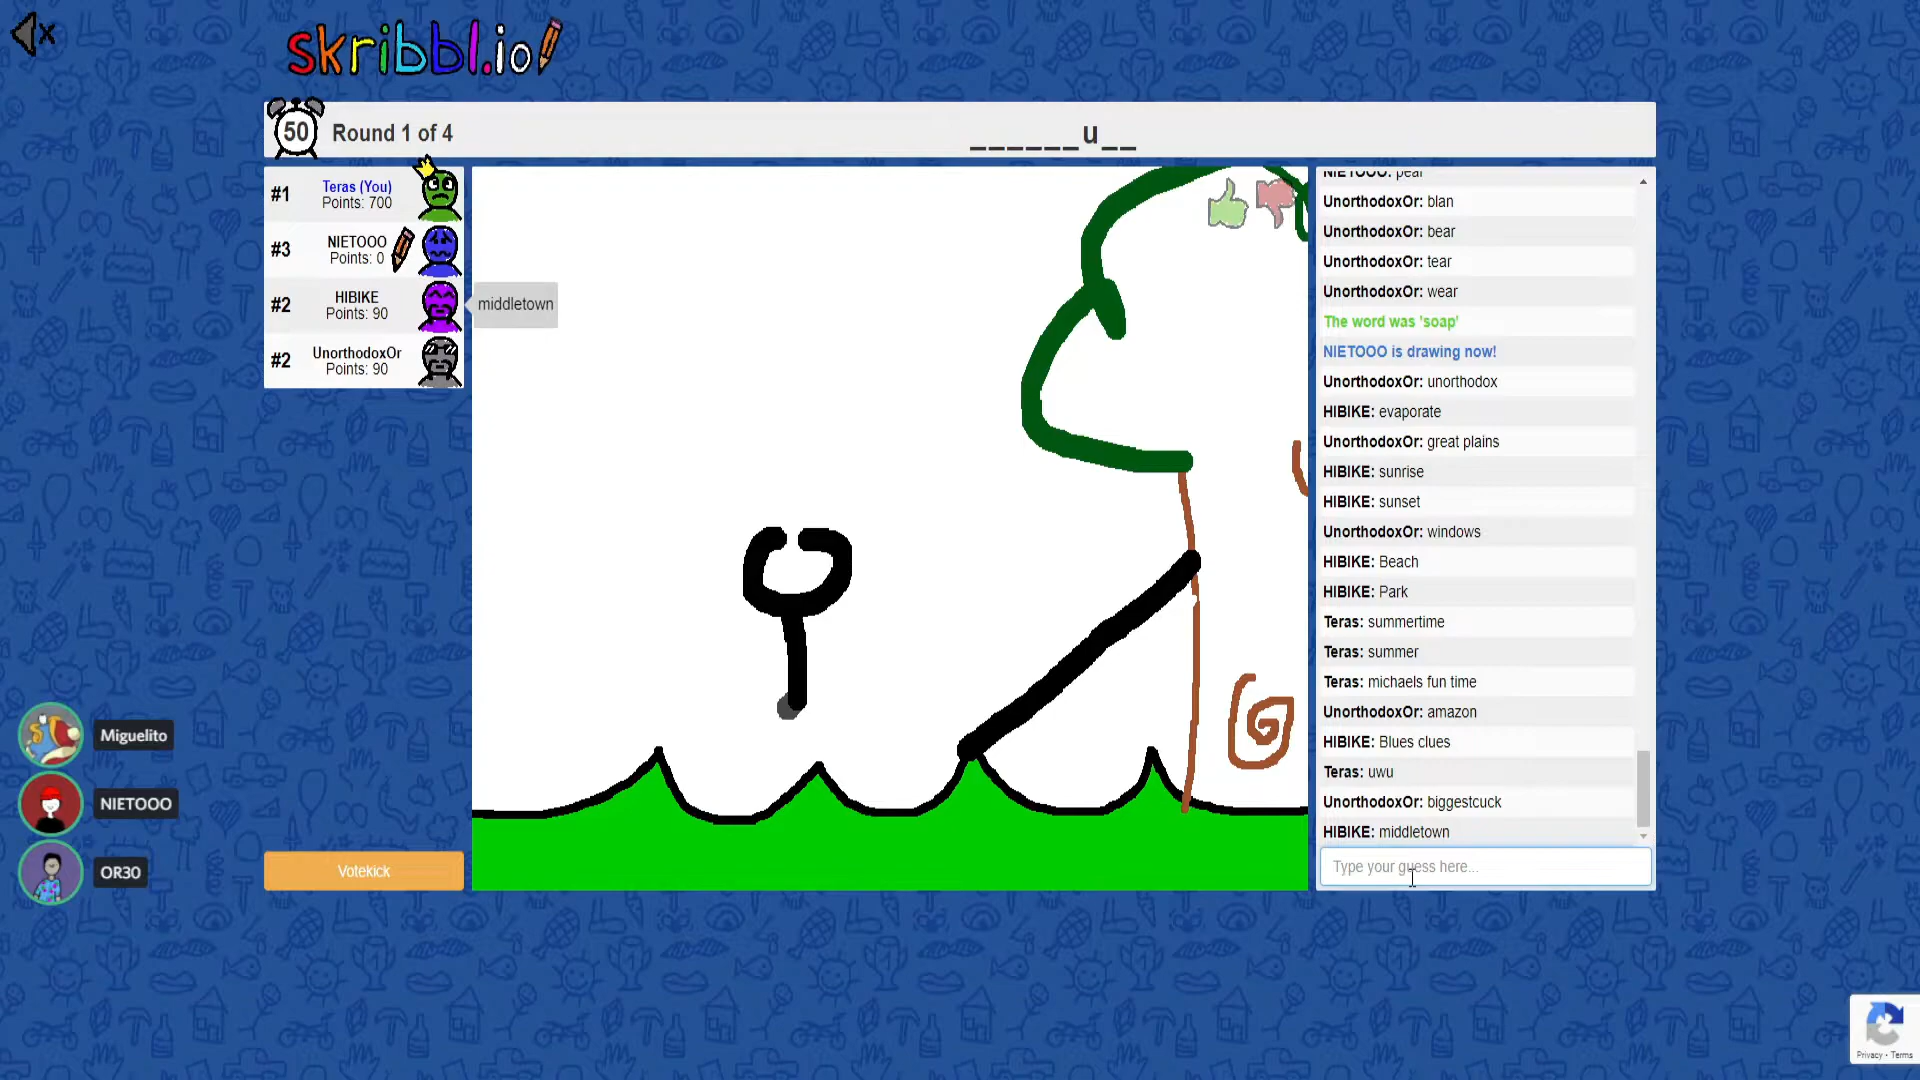 skribbl.io
50
Round 1 of 4
______u__
#1
Teras (You)
Points: 700
#3
NIETOOO
Points: 0
#2
HIBIKE
Points: 90
middletown
#2
UnorthodoxOr
Points: 90
Votekick
Miguelito
NIETOOO
OR30
NIETOOO: pear
UnorthodoxOr: blan
UnorthodoxOr: bear
UnorthodoxOr: tear
UnorthodoxOr: wear
The word was 'soap'
NIETOOO is drawing now!
UnorthodoxOr: unorthodox
HIBIKE: evaporate
UnorthodoxOr: great plains
HIBIKE: sunrise
HIBIKE: sunset
UnorthodoxOr: windows
HIBIKE: Beach
HIBIKE: Park
Teras: summertime
Teras: summer
Teras: michaels fun time
UnorthodoxOr: amazon
HIBIKE: Blues clues
Teras: uwu
UnorthodoxOr: biggestcuck
HIBIKE: middletown
Type your guess here...
Privacy - Terms